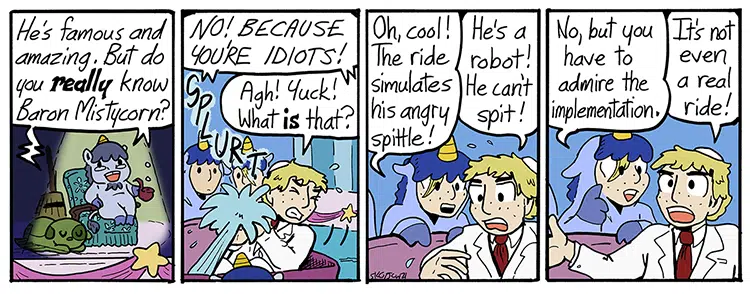 He's famous and
amazing. But do
you really know
Baron Mistycorn?
NO! BECAUSE
YOU'RE IDIOTS!
SPLURT
Agh! Yuck!
What is that?
Oh, cool!
The ride
simulates
his angry
spittle!
He's a
robot!
He can't
spit!
No, but you
have to
admire the
implementation.
It's not
even
a real
ride!